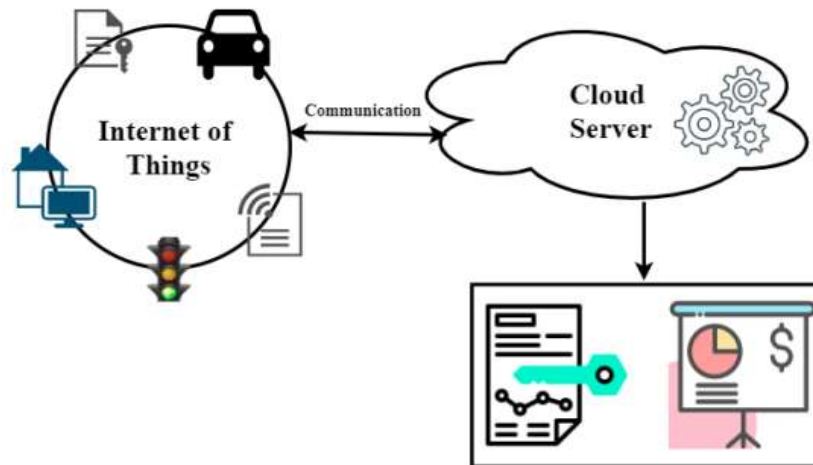 Internet of
Things
Communication
Cloud
Server
$